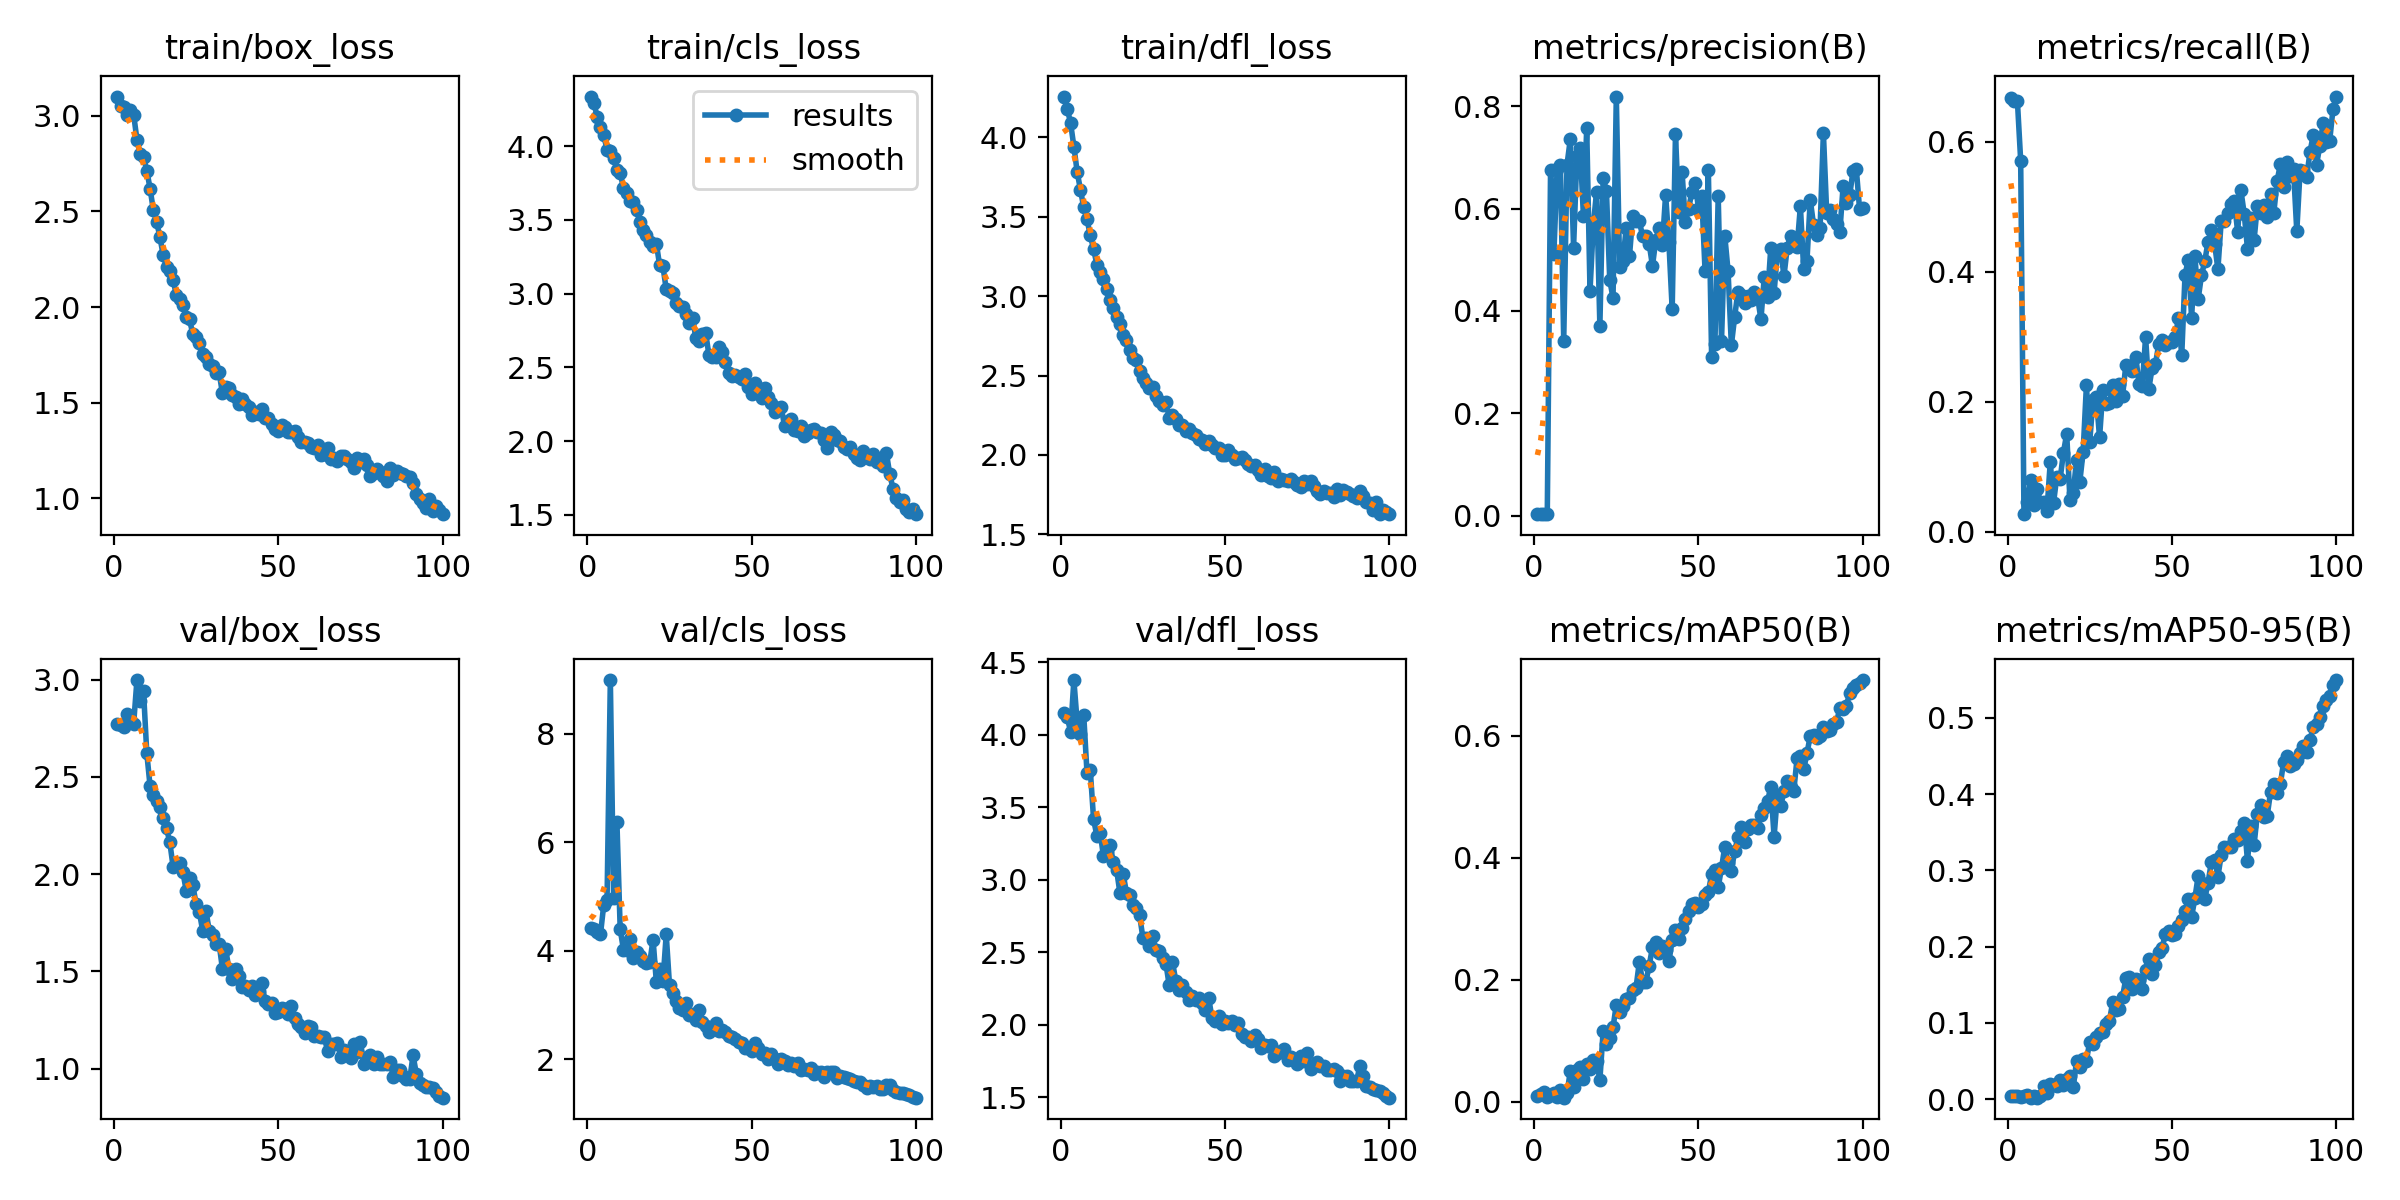 train/box_loss
3.0
2.5
2.0
1.5
1.0
0 50 100
train/cls_loss
results
smooth
4.0
3.5
3.0
2.5
2.0
1.5
0 50 100
train/dfl_loss
4.0
3.5
3.0
2.5
2.0
1.5
0 50 100
metrics/precision(B)
0.8
0.6
0.4
0.2
0.0
0 50 100
metrics/recall(B)
0.6
0.4
0.2
0.0
0 50 100
val/box_loss
3.0
2.5
2.0
1.5
1.0
0 50 100
val/cls_loss
8
6
4
2
0 50 100
val/dfl_loss
4.5
4.0
3.5
3.0
2.5
2.0
1.5
0 50 100
metrics/mAP50(B)
0.6
0.4
0.2
0.0
0 50 100
metrics/mAP50-95(B)
0.5
0.4
0.3
0.2
0.1
0.0
0 50 100